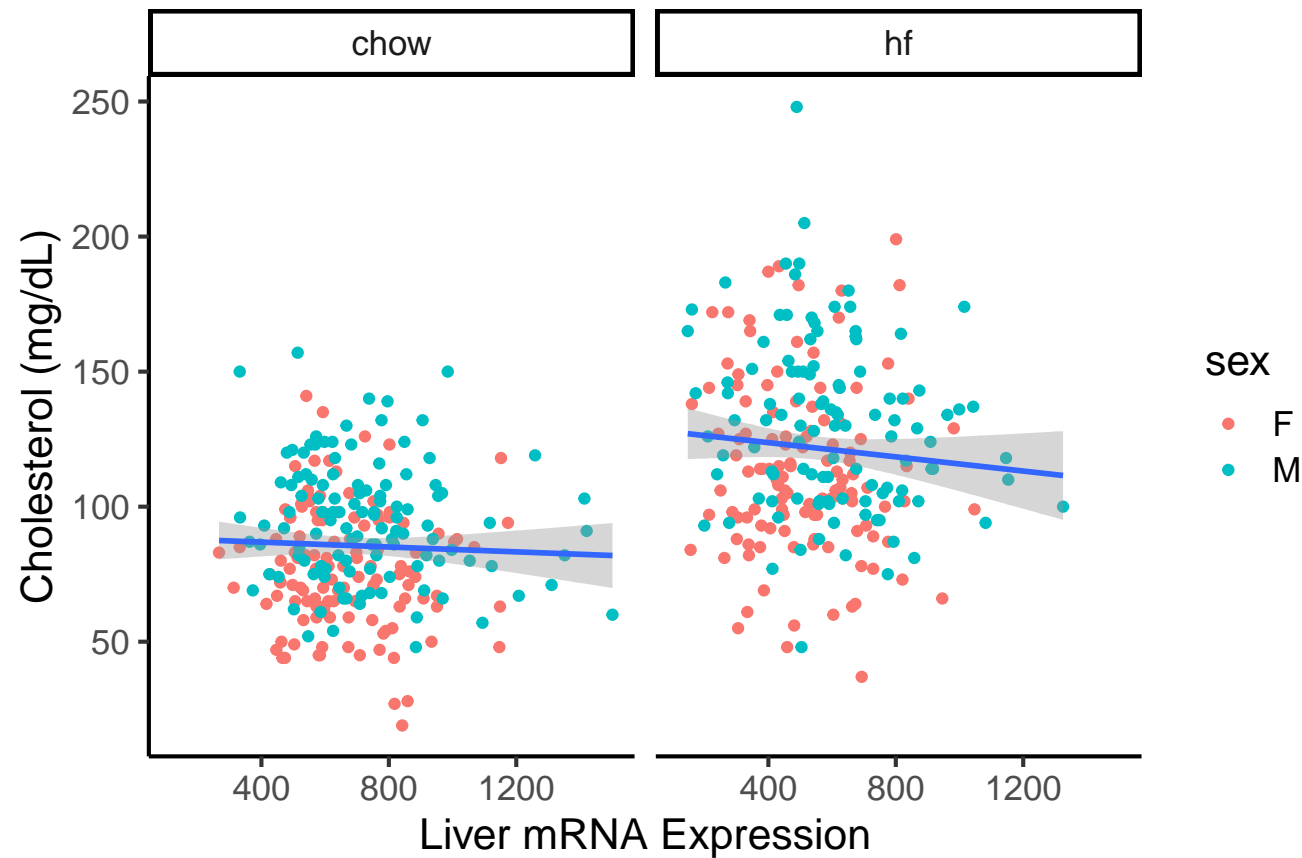 chow
hf
Cholesterol (mg/dL)
250
200
150
100
50
400 800 1200
400 800 1200
Liver mRNA Expression
sex
F
M